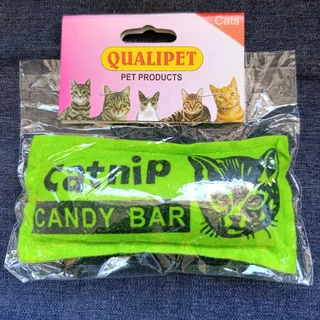 Cats
QUALIPET
PET PRODUCTS
catnip
CANDY BAR